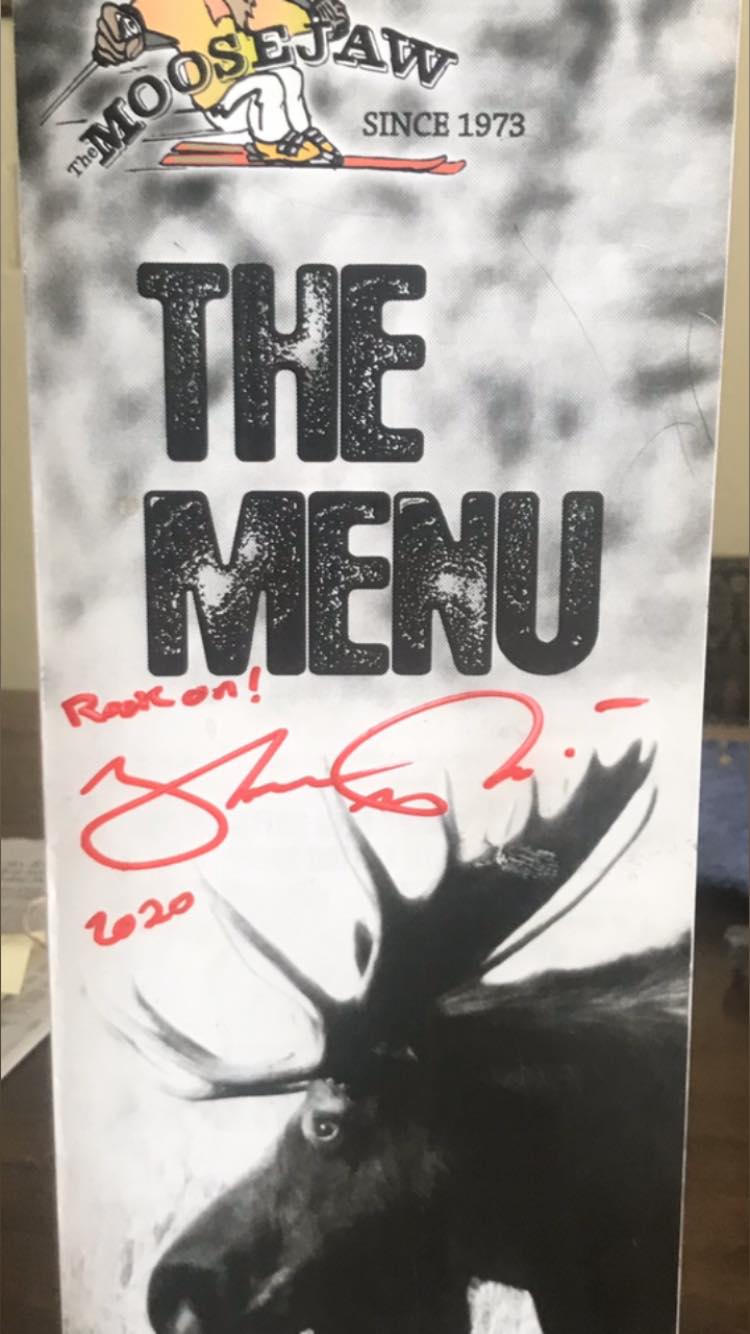 The MOOSEJAW
SINCE 1973
THE
MENU
Rock on!
2020